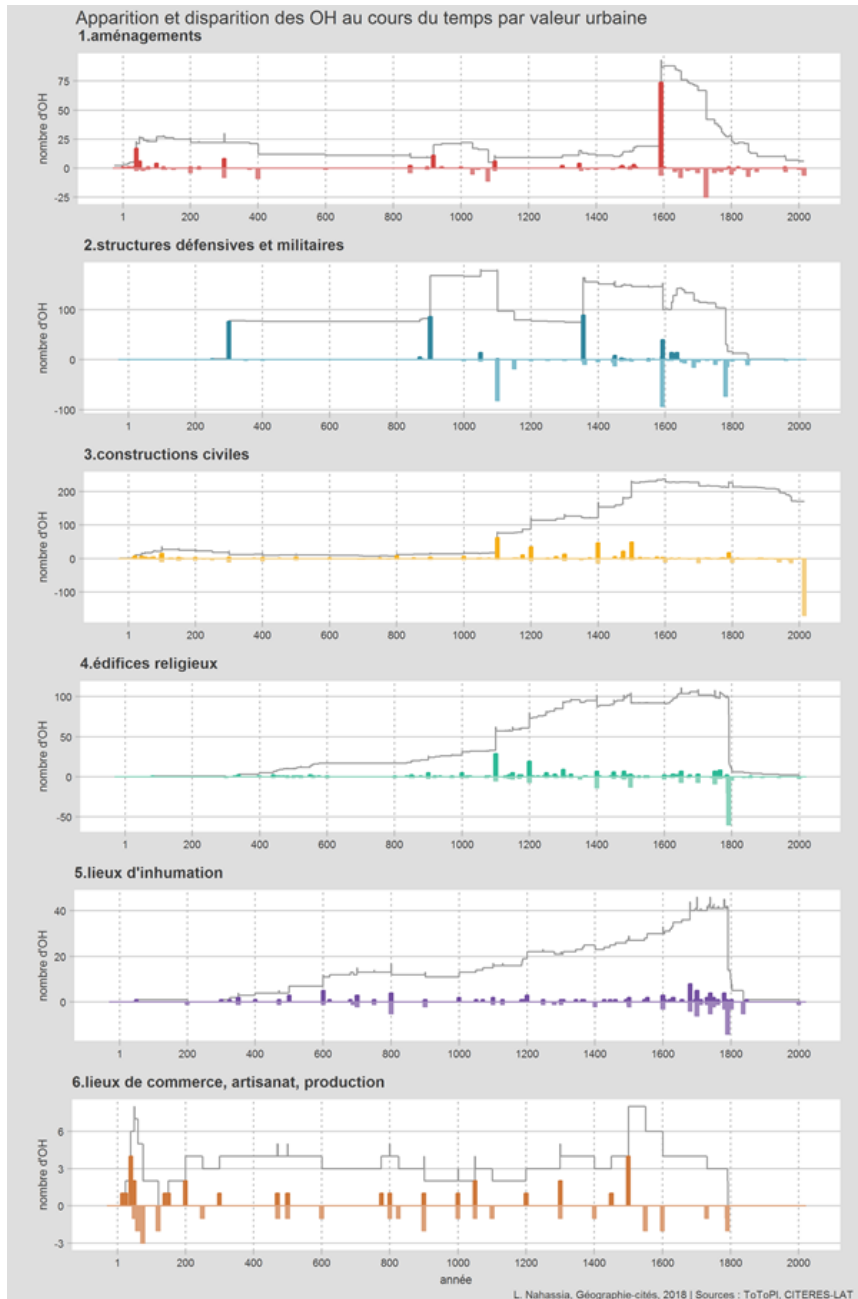 Apparition et disparition des OH au cours du temps par valeur urbaine
1.aménagements
nombre d'OH
75
50
25
0
-25
1 200 400 600 800 1000 1200 1400 1600 1800 2000
2.structures défensives et militaires
nombre d'OH
100
0
-100
1 200 400 600 800 1000 1200 1400 1600 1800 2000
3.constructions civiles
nombre d'OH
200
100
0
-100
1 200 400 600 800 1000 1200 1400 1600 1800 2000
4.édifices religieux
nombre d'OH
100
50
0
-50
1 200 400 600 800 1000 1200 1400 1600 1800 2000
5.lieux d'inhumation
nombre d'OH
40
20
0
1 200 400 600 800 1000 1200 1400 1600 1800 2000
6.lieux de commerce, artisanat, production
nombre d'OH
6
3
0
-3
1 200 400 600 800 1000 1200 1400 1600 1800 2000
année
L. Nahassia, Géographie-cités, 2018 | Sources : ToToPI, CITERES-LAT